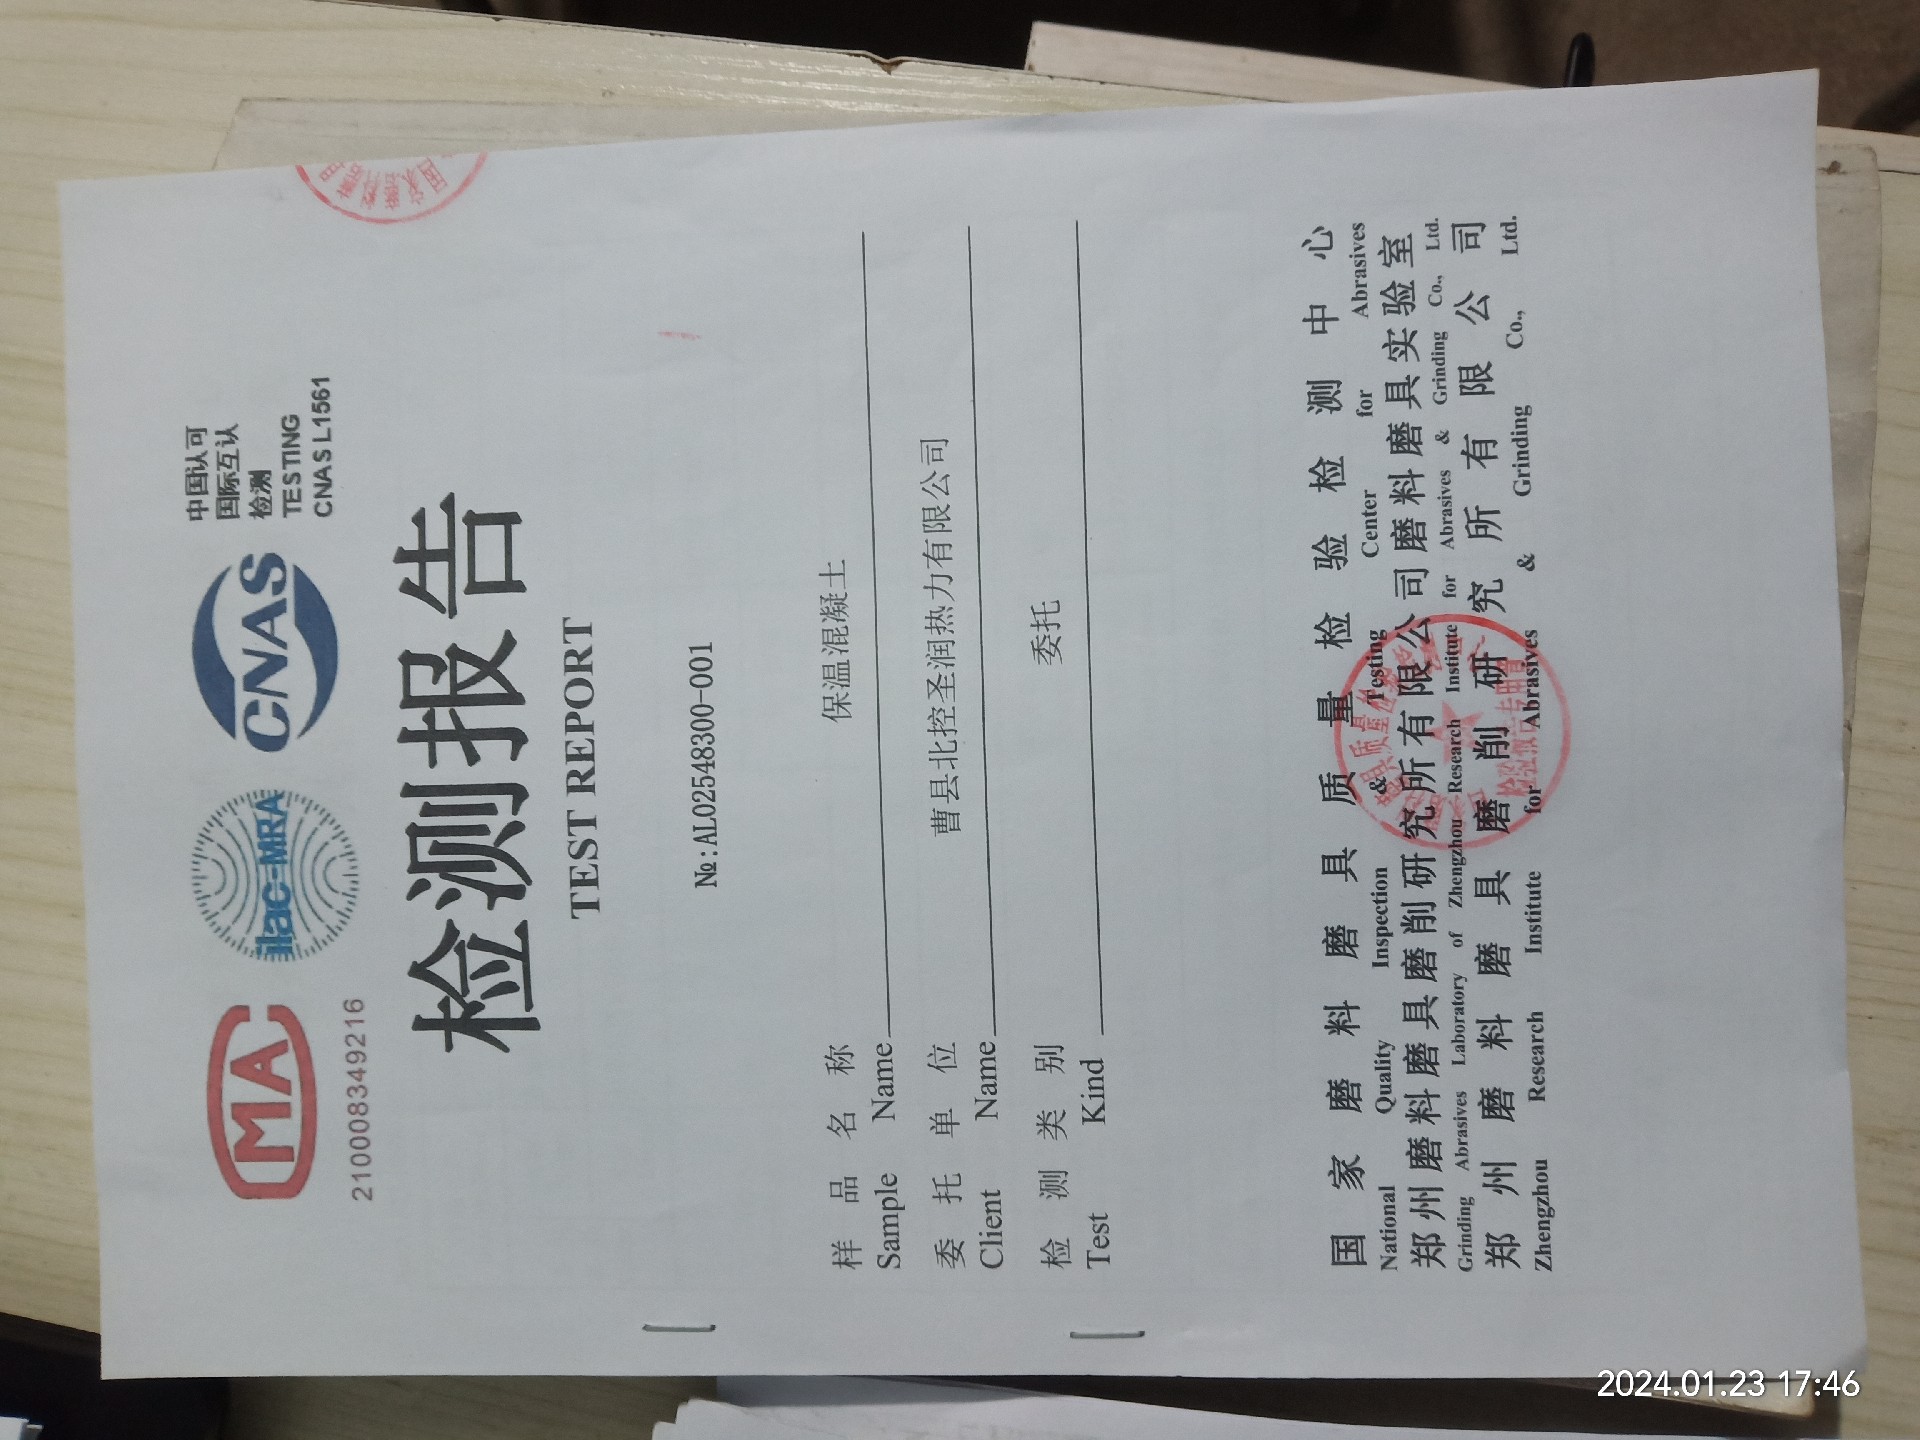 MA
210008349216
ilac-MRA
CNAS
中国认可
国际互认
检测
TESTING
CNAS L1561
检测报告
TEST REPORT
№:AL02548300-001
样品名称 保温混凝土
Sample Name
委托单位 曹县北控圣润热力有限公司
Client Name
检测类别 委托
Test Kind
国家磨料磨具质量检验检测中心
National Quality Inspection & Testing Center for Abrasives
郑州磨料磨具磨削研究所有限公司磨料磨具实验室
Grinding Abrasives Laboratory of Zhengzhou Research Institute for Abrasives & Grinding Co., Ltd.
郑州磨料磨具磨削研究所有限公司
Zhengzhou Research Institute for Abrasives & Grinding Co., Ltd.
2024.01.23 17:46